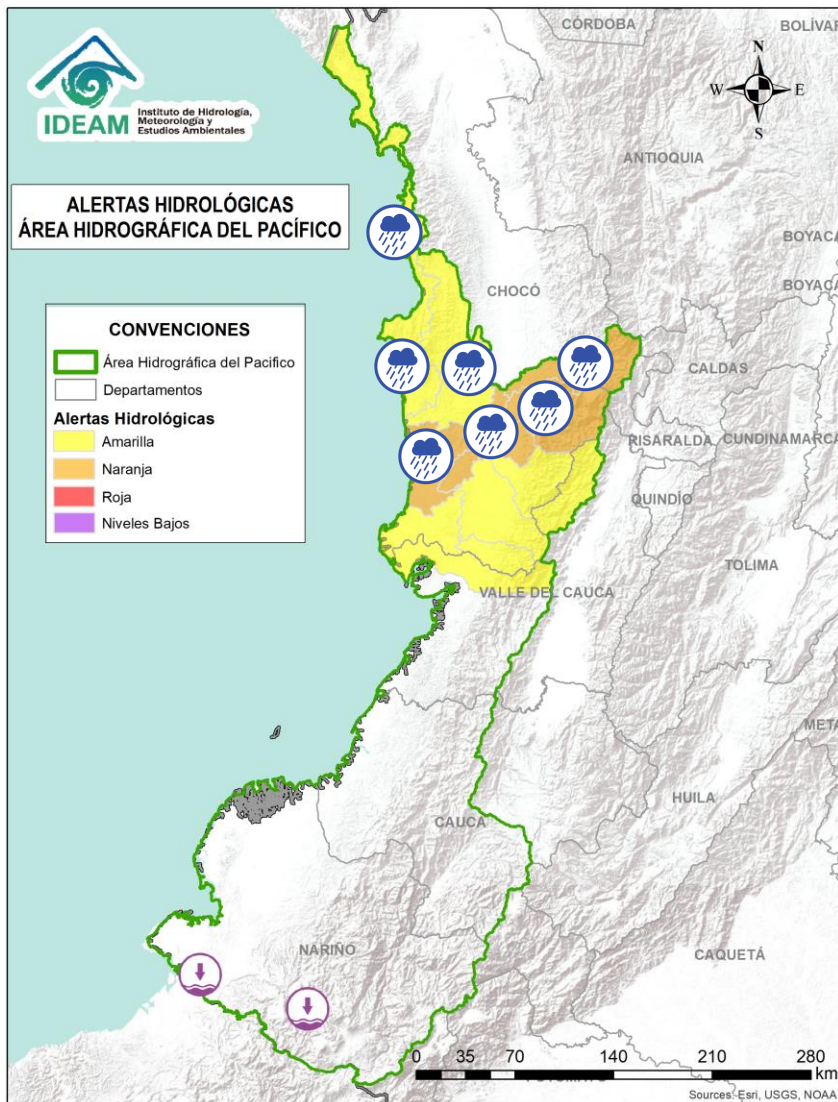 CÓRDOBA
BOLÍVAR
IDEAM
Instituto de Hidrología,
Meteorología y
Estudios Ambientales
N
W E
S
ANTIOQUIA
ALERTAS HIDROLÓGICAS
ÁREA HIDROGRÁFICA DEL PACÍFICO
BOYACÁ
CHOCÓ
BOYACÁ
CONVENCIONES
Área Hidrográfica del Pacifico
Departamentos
Alertas Hidrológicas
Amarilla
Naranja
Roja
Niveles Bajos
CALDAS
RISARALDA
CUNDINAMARCA
QUINDÍO
TOLIMA
VALLE DEL CAUCA
META
HUILA
CAUCA
NARIÑO
CAQUETÁ
0 35 70 140 210 280
km
Sources: Esri, USGS, NOAA